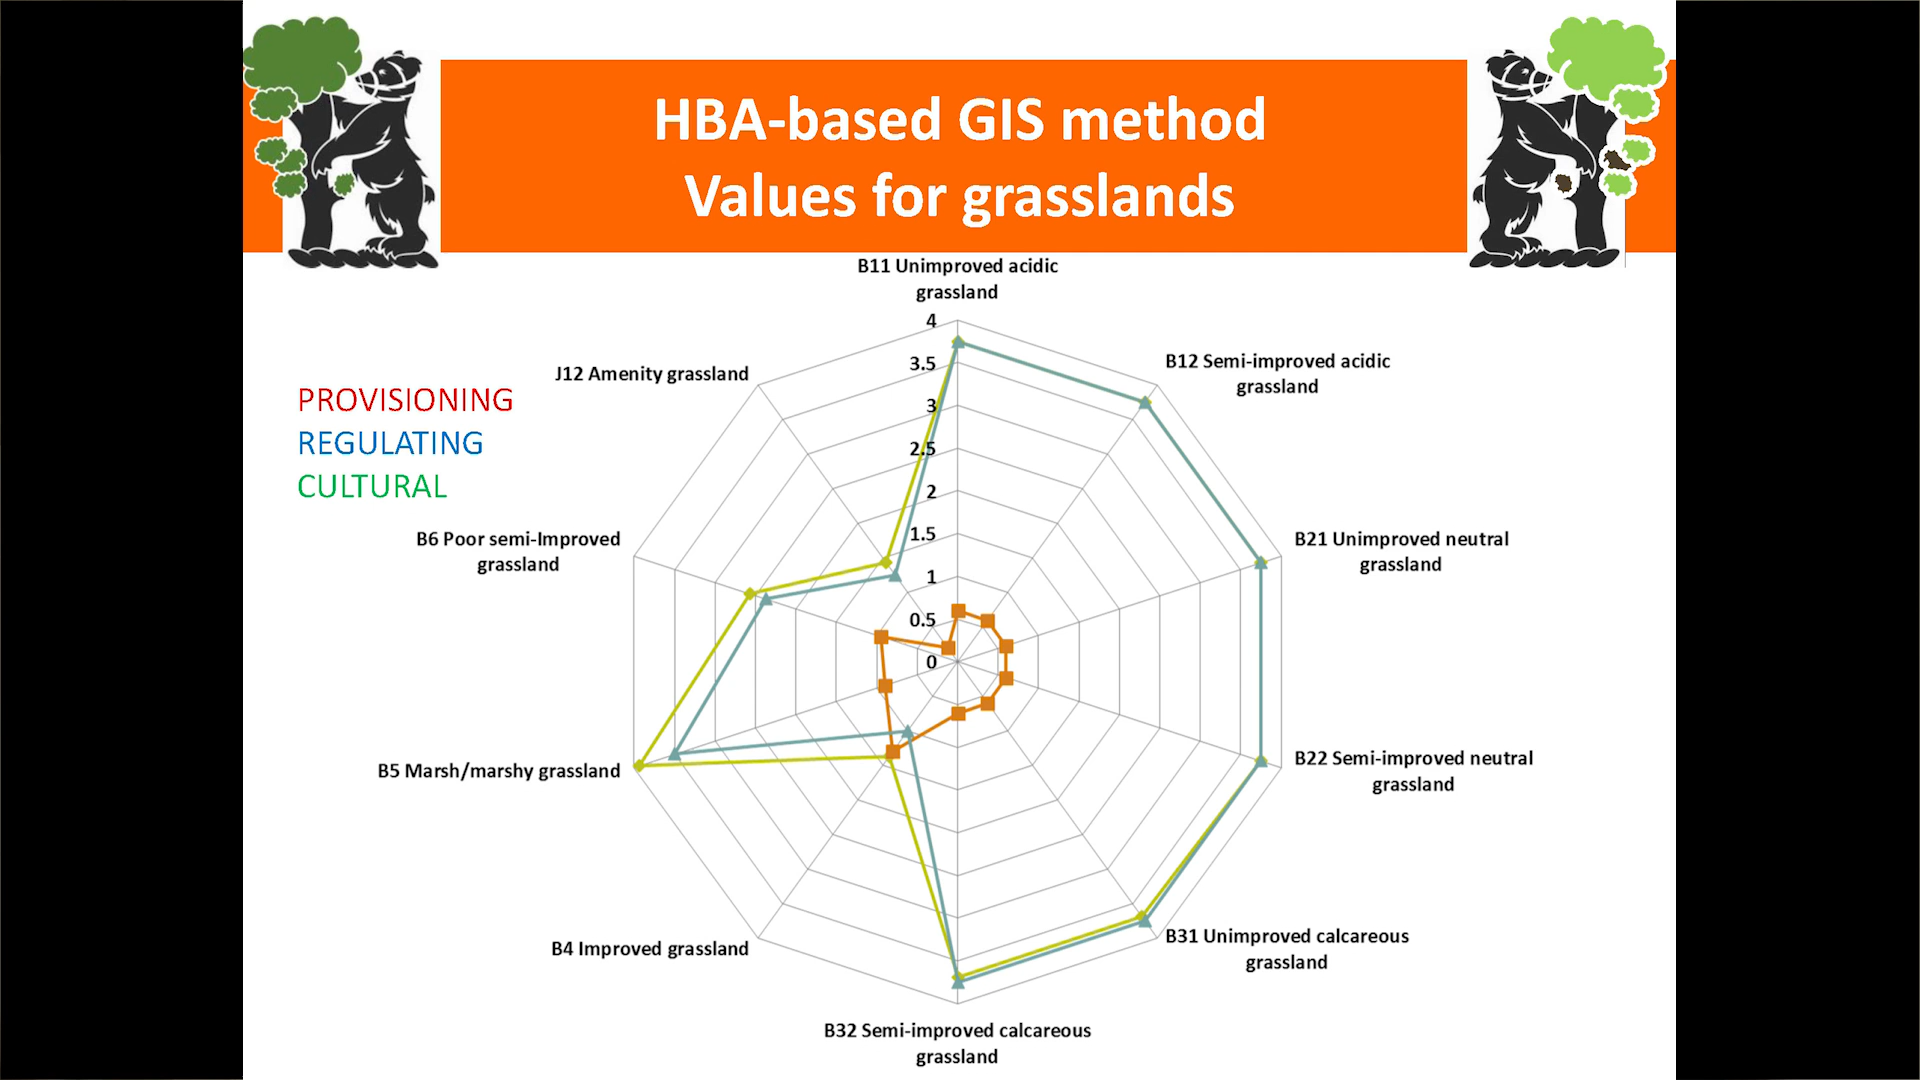 HBA-based GIS method
Values for grasslands
B11 Unimproved acidic
grassland
4
3.5
3
2.5
2
1.5
1
0.5
0
B12 Semi-improved acidic
grassland
B21 Unimproved neutral
grassland
B22 Semi-improved neutral
grassland
B31 Unimproved calcareous
grassland
B32 Semi-improved calcareous
grassland
B4 Improved grassland
B5 Marsh/marshy grassland
B6 Poor semi-Improved
grassland
J12 Amenity grassland
PROVISIONING
REGULATING
CULTURAL